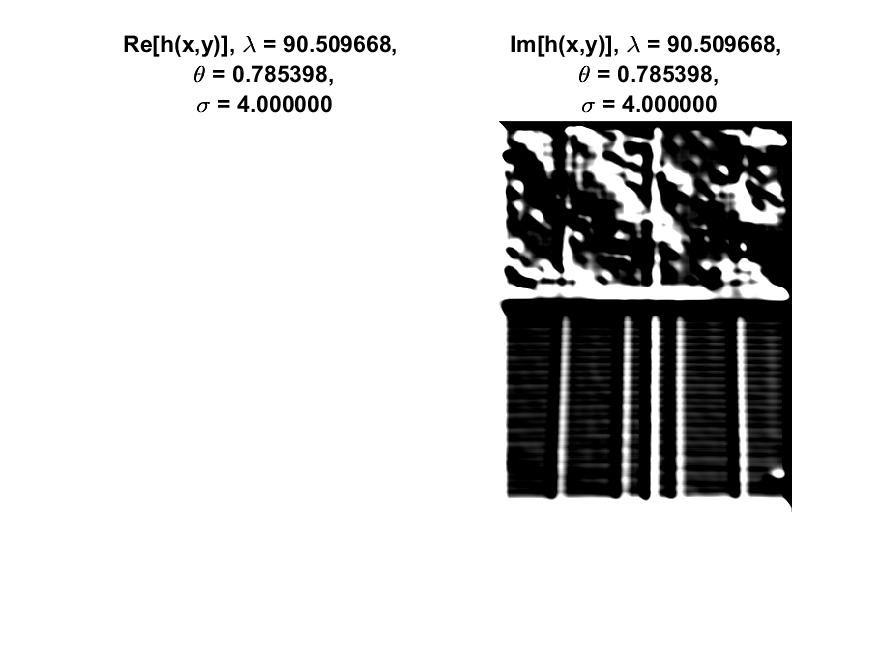 Re[h(x,y)], λ = 90.509668,
θ = 0.785398,
σ = 4.000000
Im[h(x,y)], λ = 90.509668,
θ = 0.785398,
σ = 4.000000